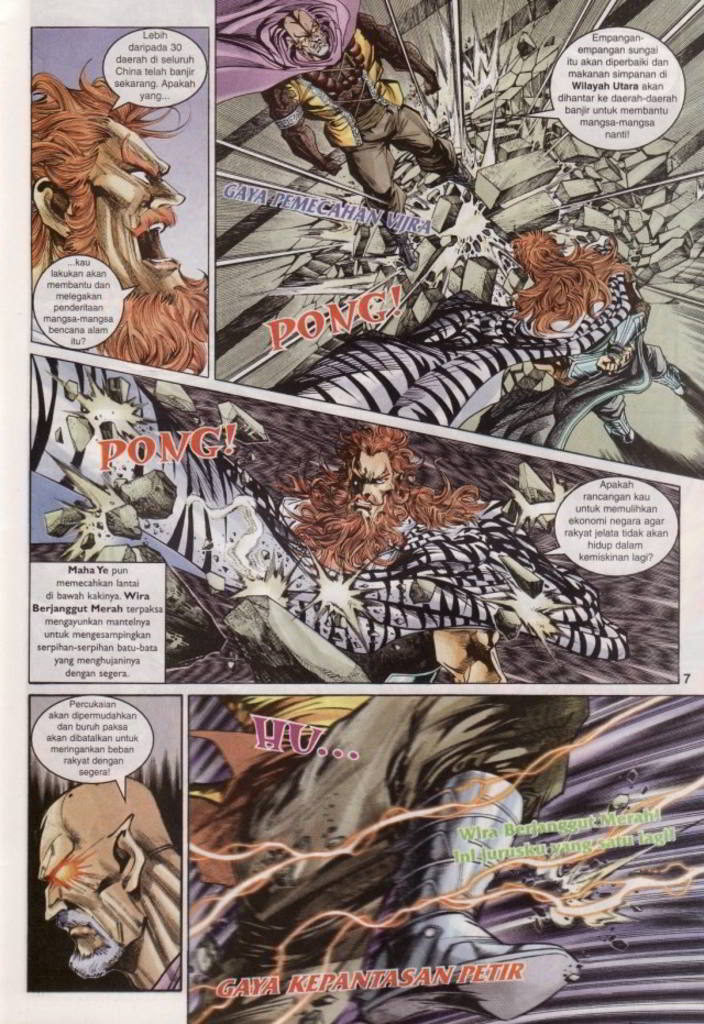 Lebih
daripada 30
daerah di seluruh
China telah banjir
sekarang. Apakah
yang...
...kau
lakukan akan
membantu dan
melegakan
penderitaan
mangsa-mangsa
bencana alam
itu?
Empangan-
empangan sungai
itu akan diperbaiki dan
makanan simpanan di
Wilayah Utara akan
dihantar ke daerah-daerah
banjir untuk membantu
mangsa-mangsa
nanti!
GAYA PEMECAHAN VIJRA
PONG!
PONG!
Apakah
rancangan kau
untuk memulihkan
ekonomi negara agar
rakyat jelata tidak akan
hidup dalam
kemiskinan lagi?
Maha Ye pun
memecahkan lantai
di bawah kakinya. Wira
Berjanggut Merah terpaksa
mengayunkan mantelnya
untuk mengesampingkan
serpihan-serpihan batu-bata
yang menghujaninya
dengan segera.
7
Percukaian
akan dipermudahkan
dan buruh paksa
akan dibatalkan untuk
meringankan beban
rakyat dengan
segera!
HU...
Wira Berjanggut Merah!
Ini jurusku yang satu lagi!
GAYA KEPANTASAN PETIR